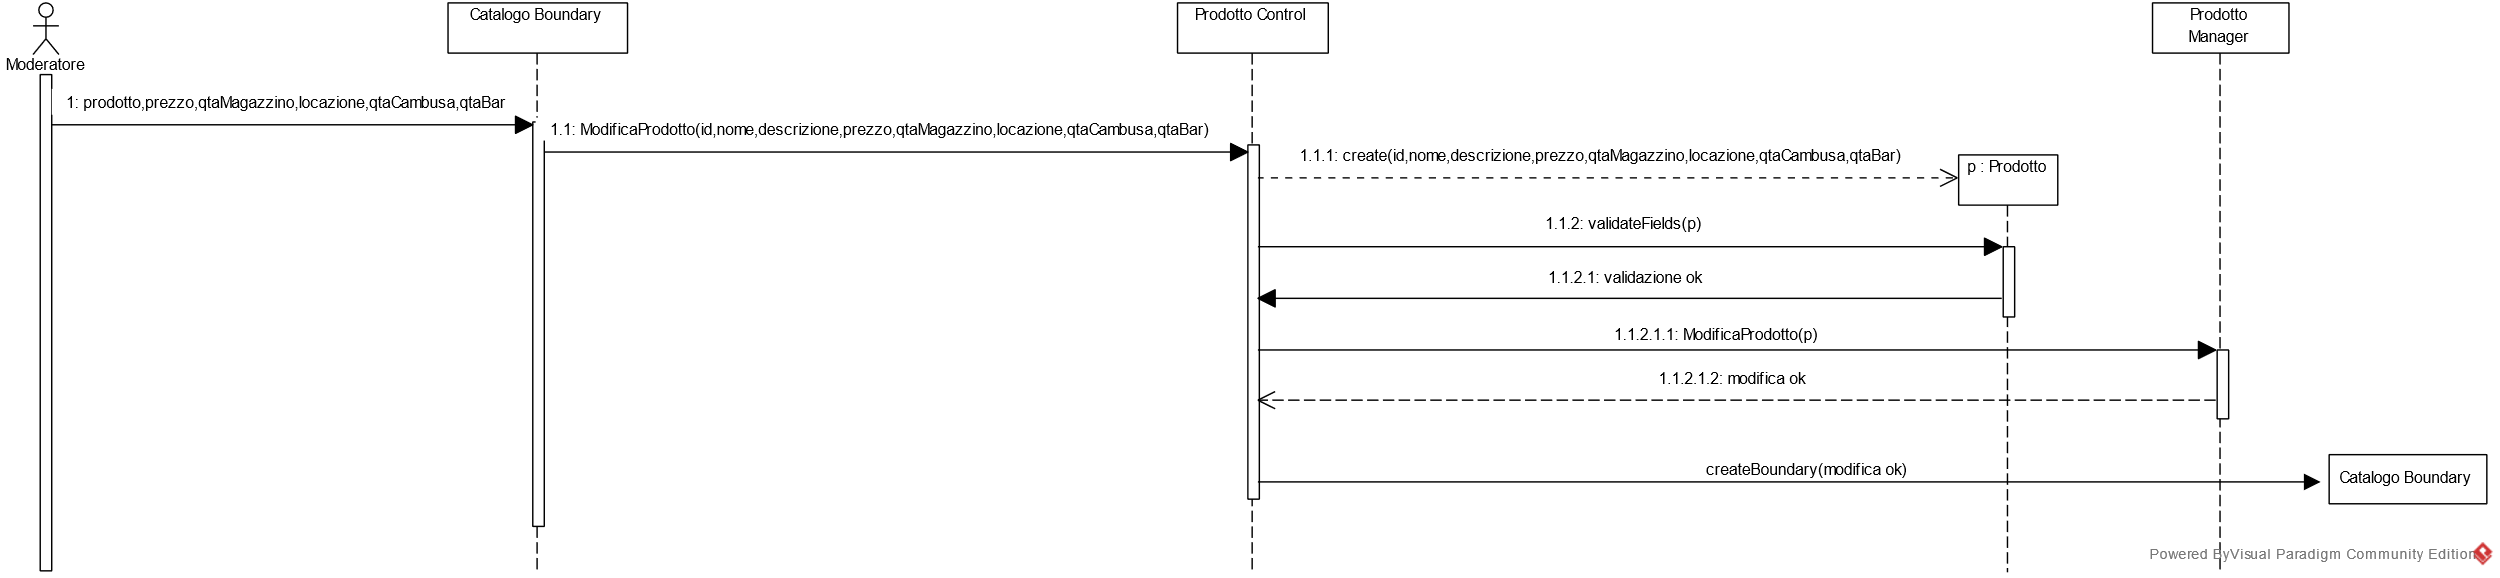 Catalogo Boundary
Prodotto Control
Prodotto
Manager
Moderatore
1: prodotto,prezzo,qtaMagazzino,locazione,qtaCambusa,qtaBar
1.1: ModificaProdotto(id,nome,descrizione,prezzo,qtaMagazzino,locazione,qtaCambusa,qtaBar)
1.1.1: create(id,nome,descrizione,prezzo,qtaMagazzino,locazione,qtaCambusa,qtaBar)
p : Prodotto
1.1.2: validateFields(p)
1.1.2.1: validazione ok
1.1.2.1.1: ModificaProdotto(p)
1.1.2.1.2: modifica ok
createBoundary(modifica ok)
Catalogo Boundary
Powered ByVisual Paradigm Community Edition